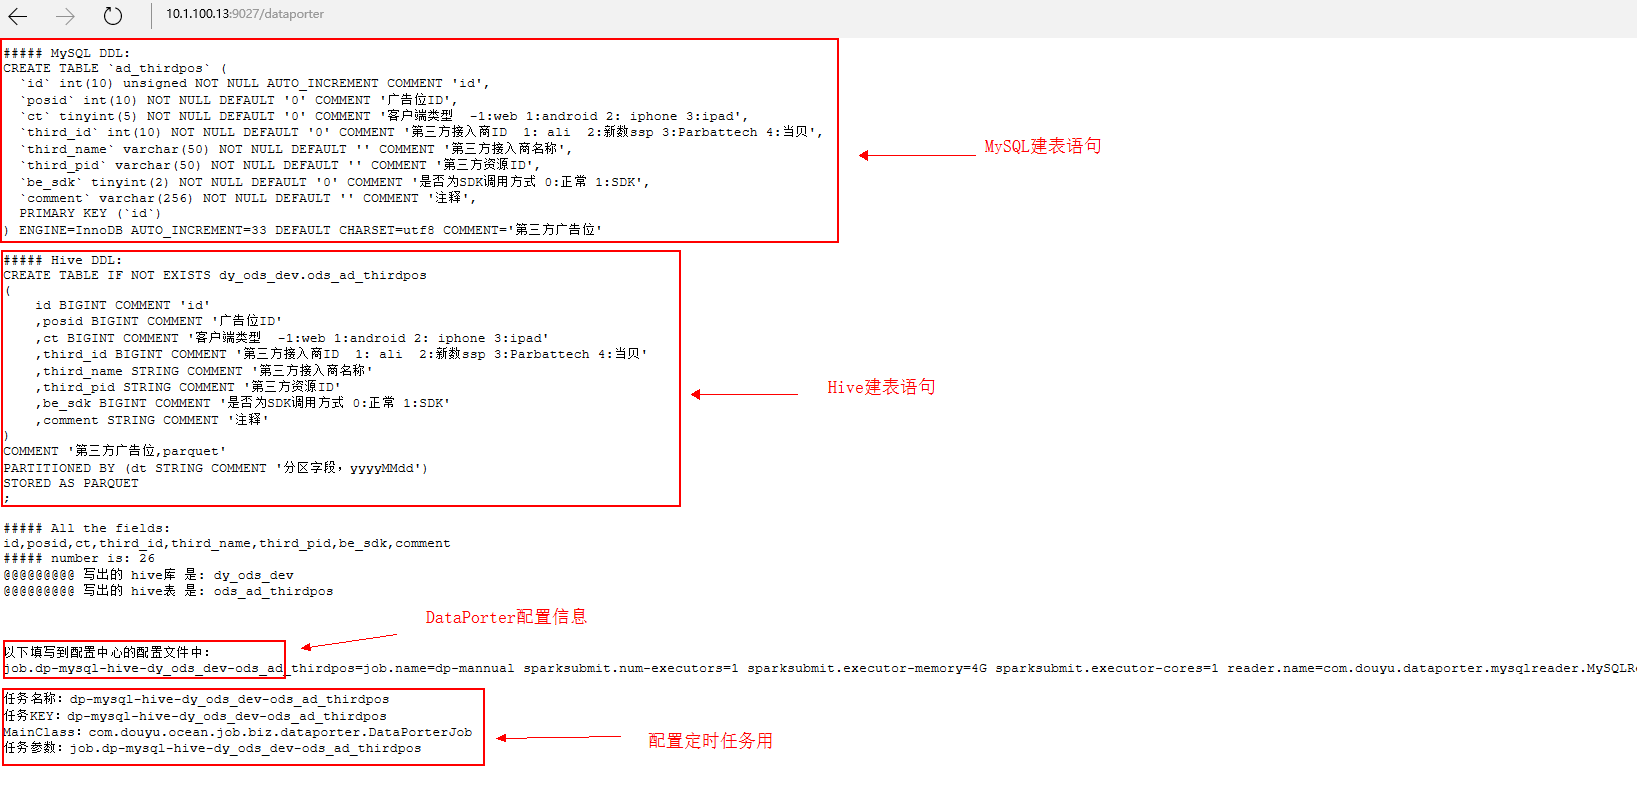 10.1.100.13:9027/dataporter
##### MySQL DDL:
CREATE TABLE `ad_thirdpos` (
`id` int(10) unsigned NOT NULL AUTO_INCREMENT COMMENT 'id',
`posid` int(10) NOT NULL DEFAULT '0' COMMENT '广告位ID',
`ct` tinyint(5) NOT NULL DEFAULT '0' COMMENT '客户端类型  -1:web 1:android 2: iphone 3:ipad',
`third_id` int(10) NOT NULL DEFAULT '0' COMMENT '第三方接入商ID  1: ali  2:新数ssp 3:Parbattech 4:当贝',
`third_name` varchar(50) NOT NULL DEFAULT '' COMMENT '第三方接入商名称',
`third_pid` varchar(50) NOT NULL DEFAULT '' COMMENT '第三方资源ID',
`be_sdk` tinyint(2) NOT NULL DEFAULT '0' COMMENT '是否为SDK调用方式 0:正常 1:SDK',
`comment` varchar(256) NOT NULL DEFAULT '' COMMENT '注释',
PRIMARY KEY (`id`)
) ENGINE=InnoDB AUTO_INCREMENT=33 DEFAULT CHARSET=utf8 COMMENT='第三方广告位'
MySQL建表语句
##### Hive DDL:
CREATE TABLE IF NOT EXISTS dy_ods_dev.ods_ad_thirdpos
(
id BIGINT COMMENT 'id'
,posid BIGINT COMMENT '广告位ID'
,ct BIGINT COMMENT '客户端类型  -1:web 1:android 2: iphone 3:ipad'
,third_id BIGINT COMMENT '第三方接入商ID  1: ali  2:新数ssp 3:Parbattech 4:当贝'
,third_name STRING COMMENT '第三方接入商名称'
,third_pid STRING COMMENT '第三方资源ID'
,be_sdk BIGINT COMMENT '是否为SDK调用方式 0:正常 1:SDK'
,comment STRING COMMENT '注释'
)
COMMENT '第三方广告位,parquet'
PARTITIONED BY (dt STRING COMMENT '分区字段，yyyyMMdd')
STORED AS PARQUET
;
Hive建表语句
##### All the fields:
id,posid,ct,third_id,third_name,third_pid,be_sdk,comment
##### number is: 26
@@@@@@@@@ 写出的 hive库 是: dy_ods_dev
@@@@@@@@@ 写出的 hive表 是: ods_ad_thirdpos
DataPorter配置信息
以下填写到配置中心的配置文件中:
job.dp-mysql-hive-dy_ods_dev-ods_ad_thirdpos=job.name=dp-mannual sparksubmit.num-executors=1 sparksubmit.executor-memory=4G sparksubmit.executor-cores=1 reader.name=com.douyu.dataporter.mysqlreader.MySQLRe
任务名称: dp-mysql-hive-dy_ods_dev-ods_ad_thirdpos
任务KEY: dp-mysql-hive-dy_ods_dev-ods_ad_thirdpos
MainClass: com.douyu.ocean.job.biz.dataporter.DataPorterJob
任务参数: job.dp-mysql-hive-dy_ods_dev-ods_ad_thirdpos
配置定时任务用